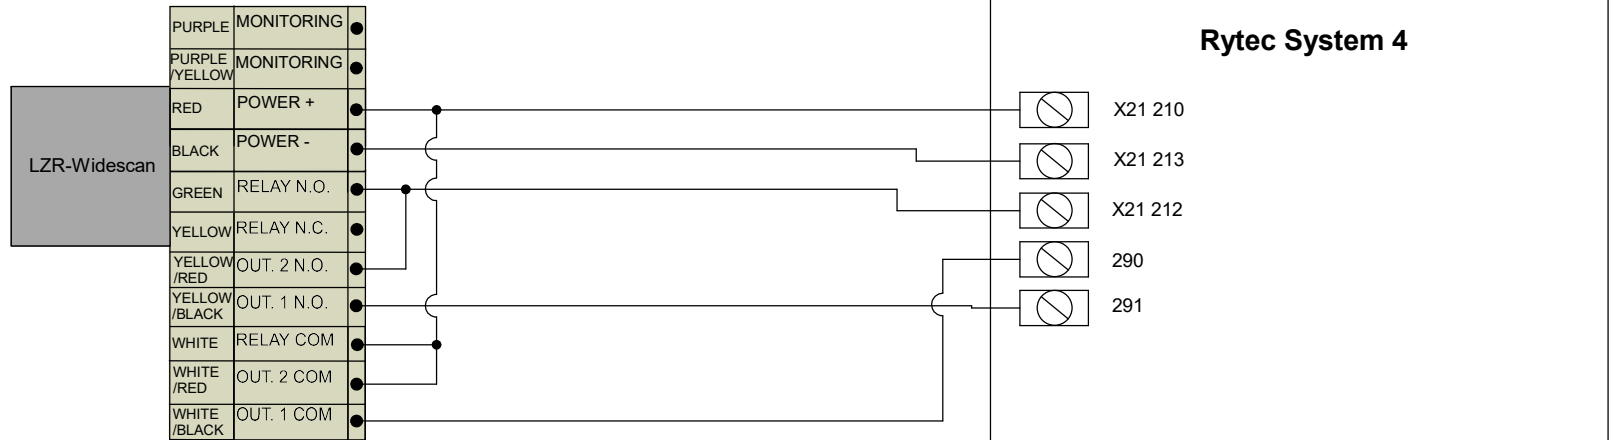 Rytec System 4
LZR-Widescan
PURPLE MONITORING
PURPLE
/YELLOW MONITORING
RED POWER +
BLACK POWER -
GREEN RELAY N.O.
YELLOW RELAY N.C.
YELLOW
/RED OUT. 2 N.O.
YELLOW
/BLACK OUT. 1 N.O.
WHITE RELAY COM
WHITE
/RED OUT. 2 COM
WHITE
/BLACK OUT. 1 COM
X21 210
X21 213
X21 212
290
291